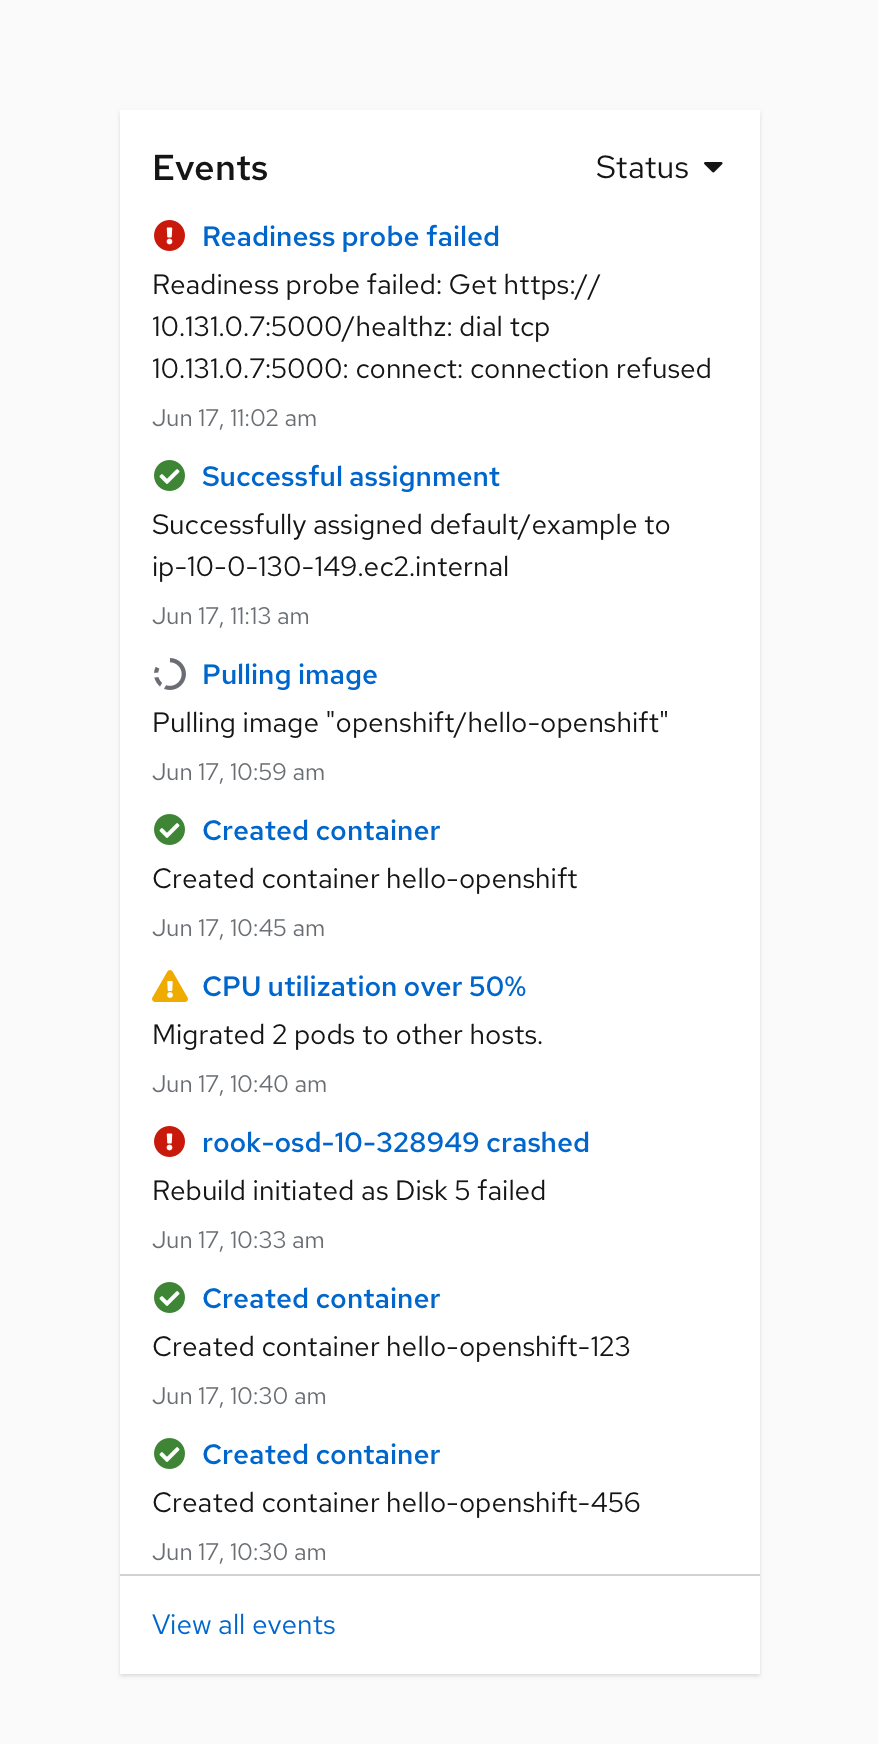 Events
Status
Readiness probe failed
Readiness probe failed: Get https://
10.131.0.7:5000/healthz: dial tcp
10.131.0.7:5000: connect: connection refused
Jun 17, 11:02 am
Successful assignment
Successfully assigned default/example to
ip-10-0-130-149.ec2.internal
Jun 17, 11:13 am
Pulling image
Pulling image "openshift/hello-openshift"
Jun 17, 10:59 am
Created container
Created container hello-openshift
Jun 17, 10:45 am
CPU utilization over 50%
Migrated 2 pods to other hosts.
Jun 17, 10:40 am
rook-osd-10-328949 crashed
Rebuild initiated as Disk 5 failed
Jun 17, 10:33 am
Created container
Created container hello-openshift-123
Jun 17, 10:30 am
Created container
Created container hello-openshift-456
Jun 17, 10:30 am
View all events